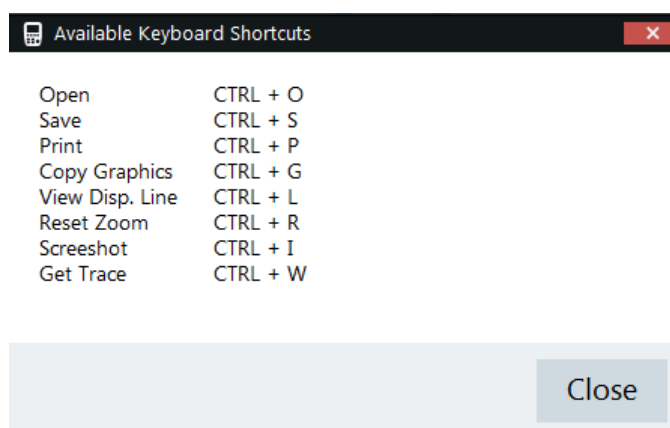 Available Keyboard Shortcuts
Open CTRL + O
Save CTRL + S
Print CTRL + P
Copy Graphics CTRL + G
View Disp. Line CTRL + L
Reset Zoom CTRL + R
Screeshot CTRL + I
Get Trace CTRL + W
Close